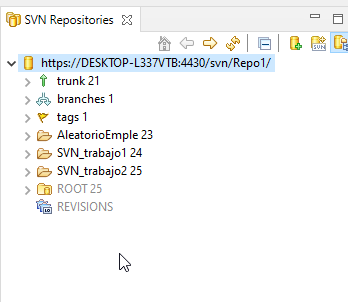 SVN Repositories
https://DESKTOP-L337VTB:4430/svn/Repo1/
trunk 21
branches 1
tags 1
AleatorioEmple 23
SVN_trabajo1 24
SVN_trabajo2 25
ROOT 25
REVISIONS